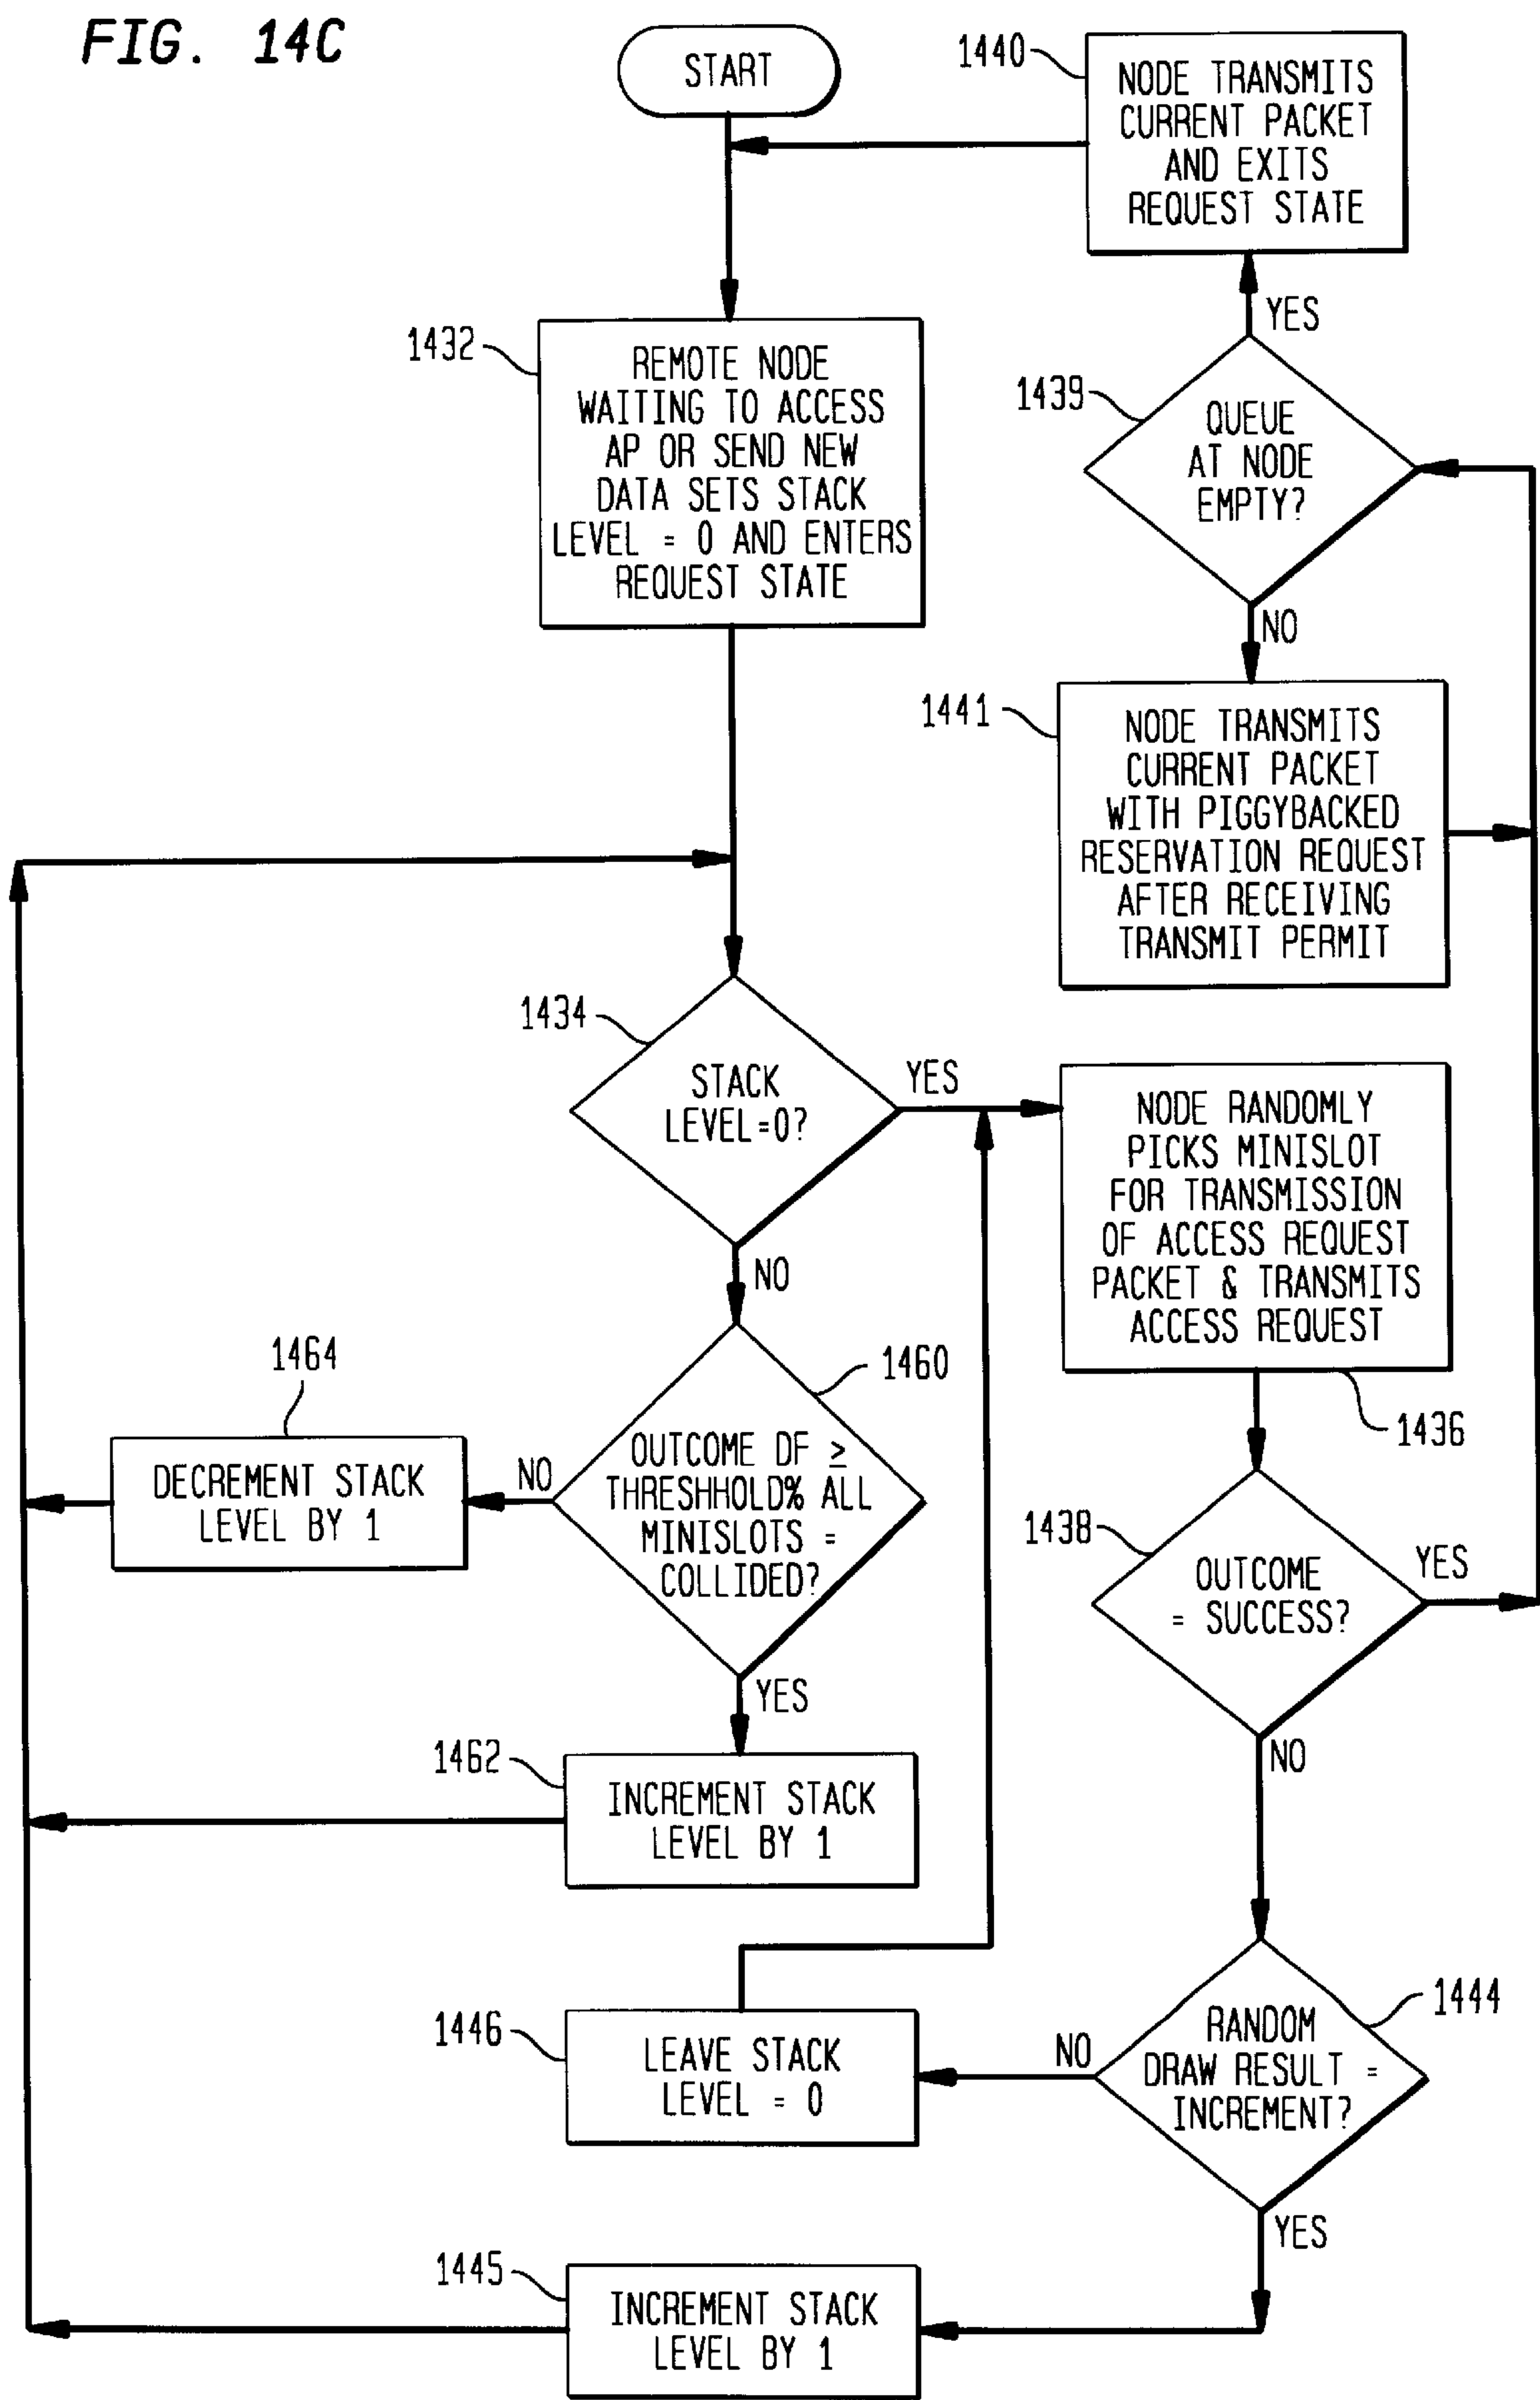 FIG. 14C
START
1440
NODE TRANSMITS
CURRENT PACKET
AND EXITS
REQUEST STATE
YES
1432
REMOTE NODE
WAITING TO ACCESS
AP OR SEND NEW
DATA SETS STACK
LEVEL = 0 AND ENTERS
REQUEST STATE
1439
QUEUE
AT NODE
EMPTY?
NO
1441
NODE TRANSMITS
CURRENT PACKET
WITH PIGGYBACKED
RESERVATION REQUEST
AFTER RECEIVING
TRANSMIT PERMIT
1434
STACK
LEVEL=0?
YES
NO
NODE RANDOMLY
PICKS MINISLOT
FOR TRANSMISSION
OF ACCESS REQUEST
PACKET & TRANSMITS
ACCESS REQUEST
1436
1464
DECREMENT STACK
LEVEL BY 1
NO
1460
OUTCOME OF ≥
THRESHHOLD% ALL
MINISLOTS =
COLLIDED?
YES
1438
OUTCOME
= SUCCESS?
YES
NO
1462
INCREMENT STACK
LEVEL BY 1
1446
LEAVE STACK
LEVEL = 0
NO
1444
RANDOM
DRAW RESULT =
INCREMENT?
YES
1445
INCREMENT STACK
LEVEL BY 1